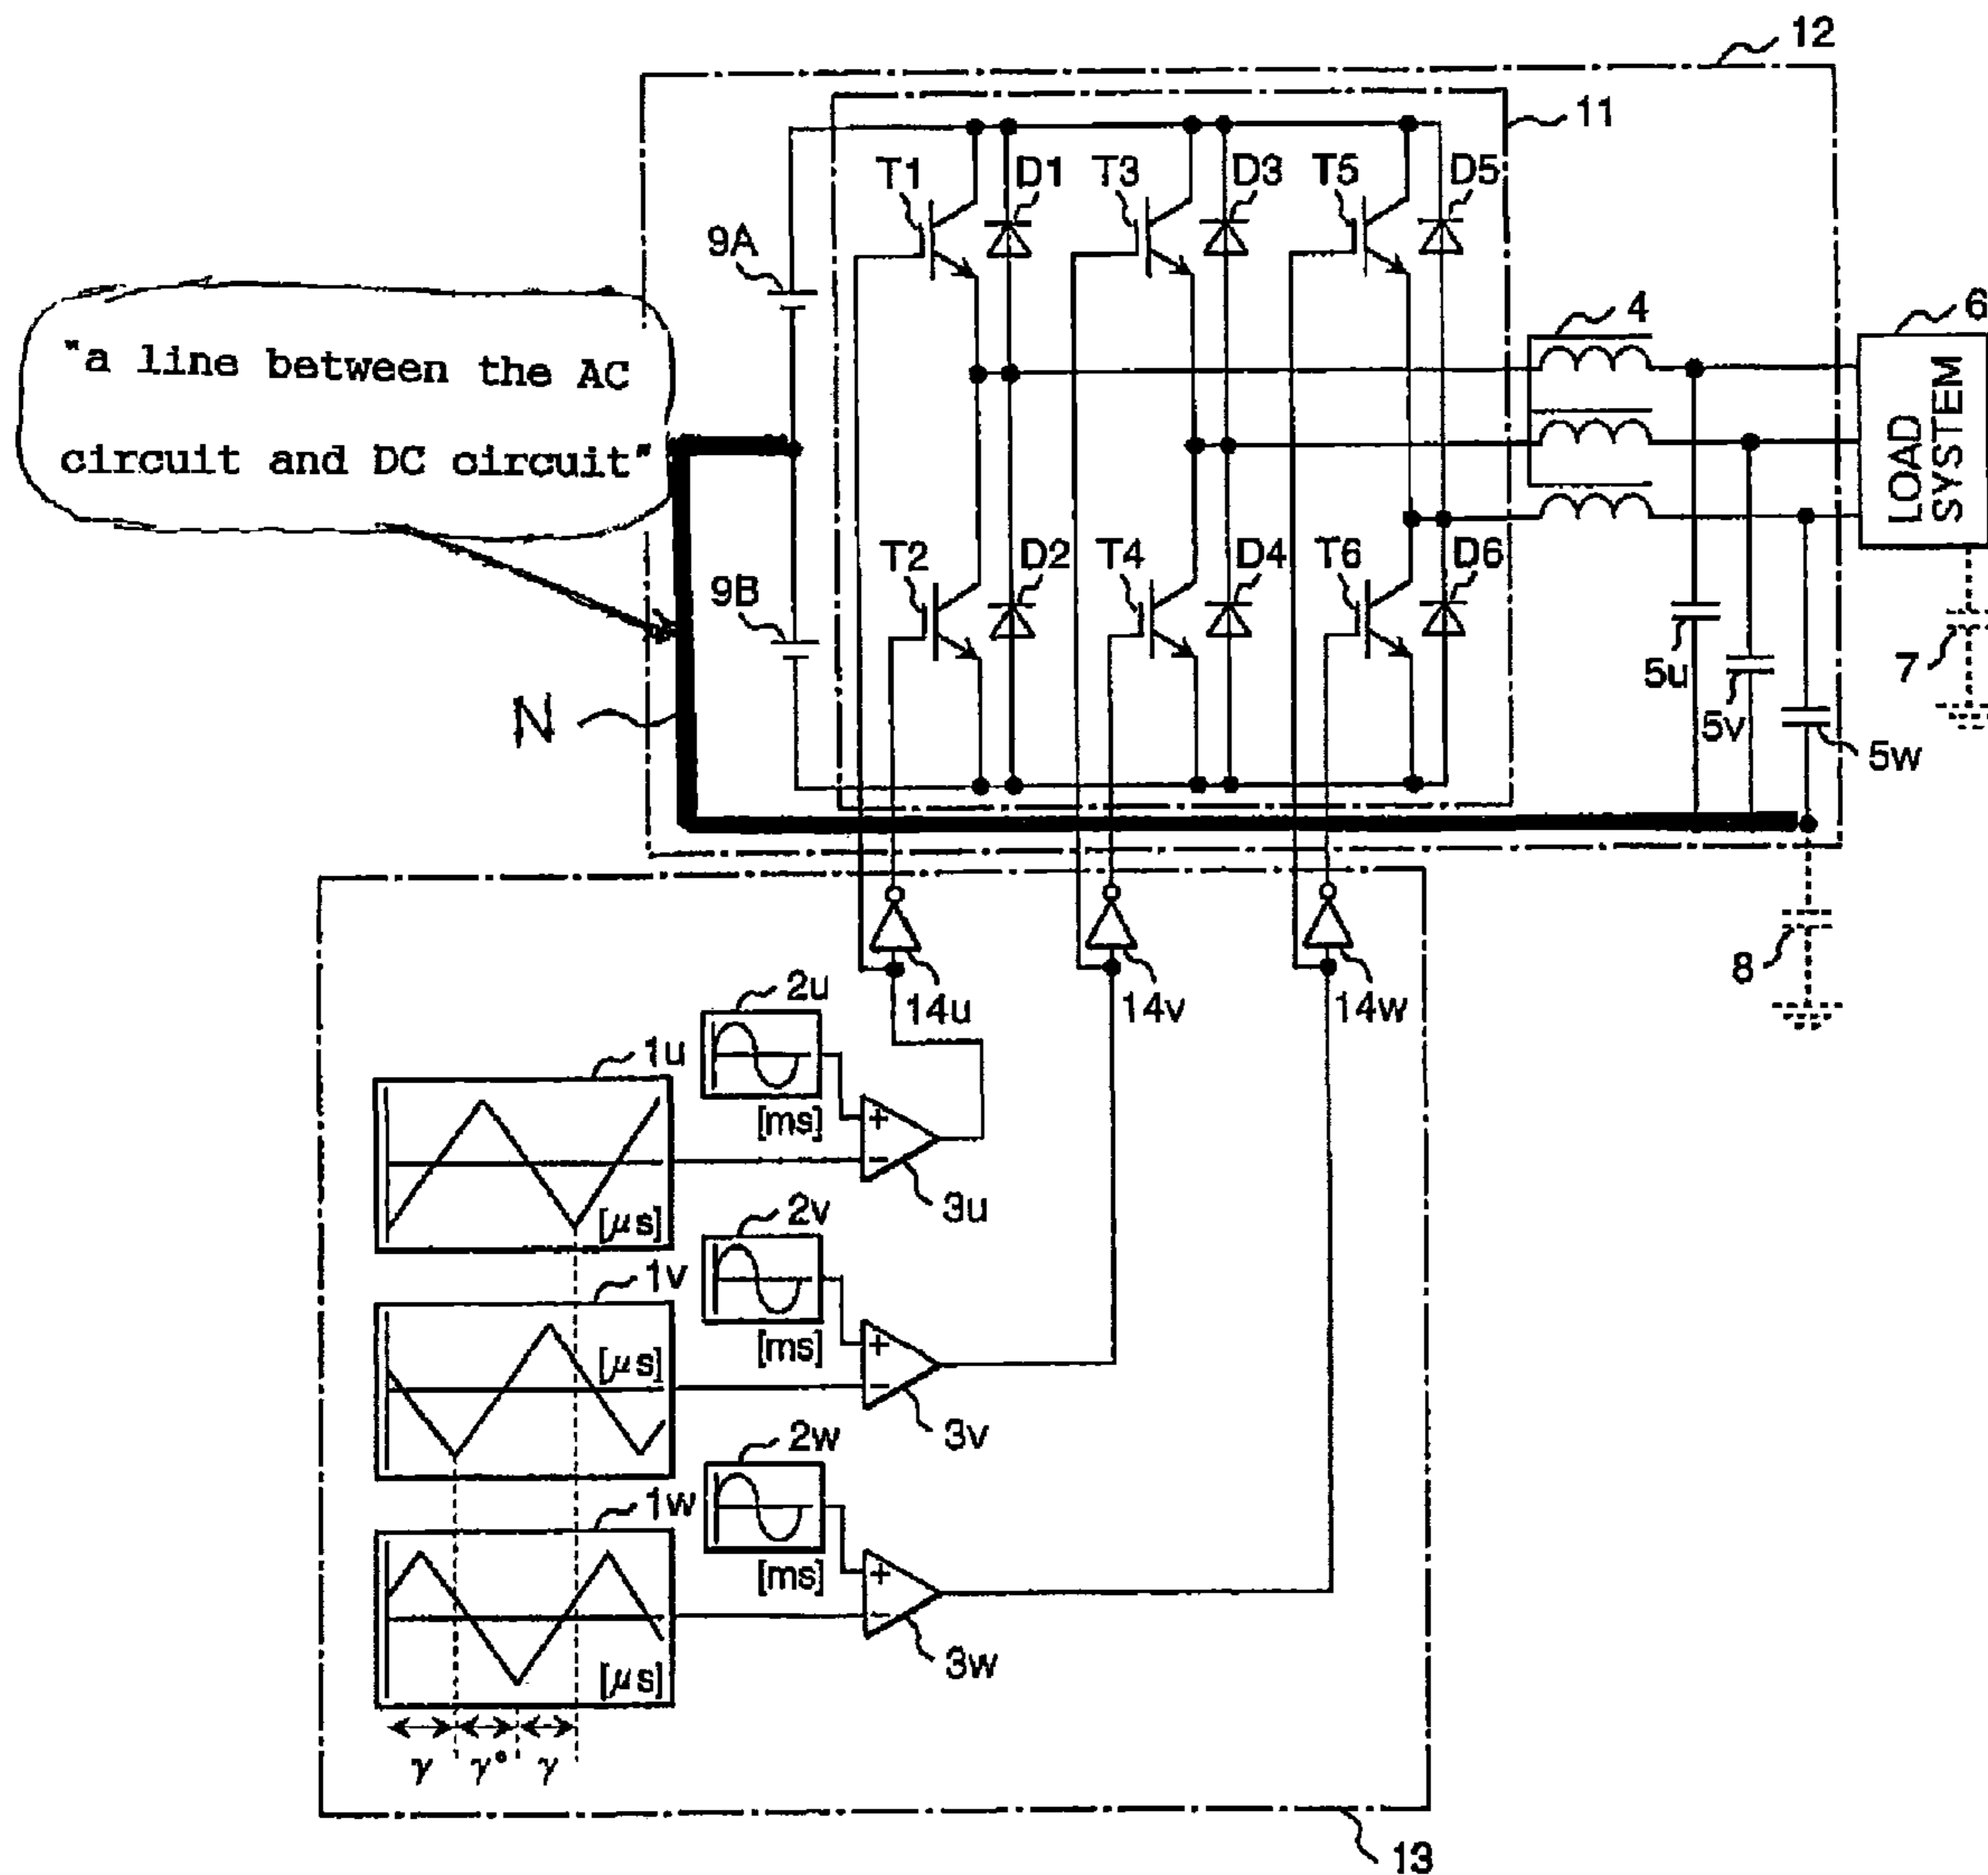 12
11
T1
D1
T3
D3
T5
D5
9A
4
6
"a line between the AC
circuit and DC circuit"
LOAD
SYSTEM
T2
D2
T4
D4
T6
D6
9B
7
5u
5v
5w
N
8
14u
14v
14w
2u
1u
[ms]
+
−
[μs]
3u
2v
1v
[μs]
[ms]
+
−
3v
2w
1w
[ms]
+
−
[μs]
3w
γ γ° γ
13